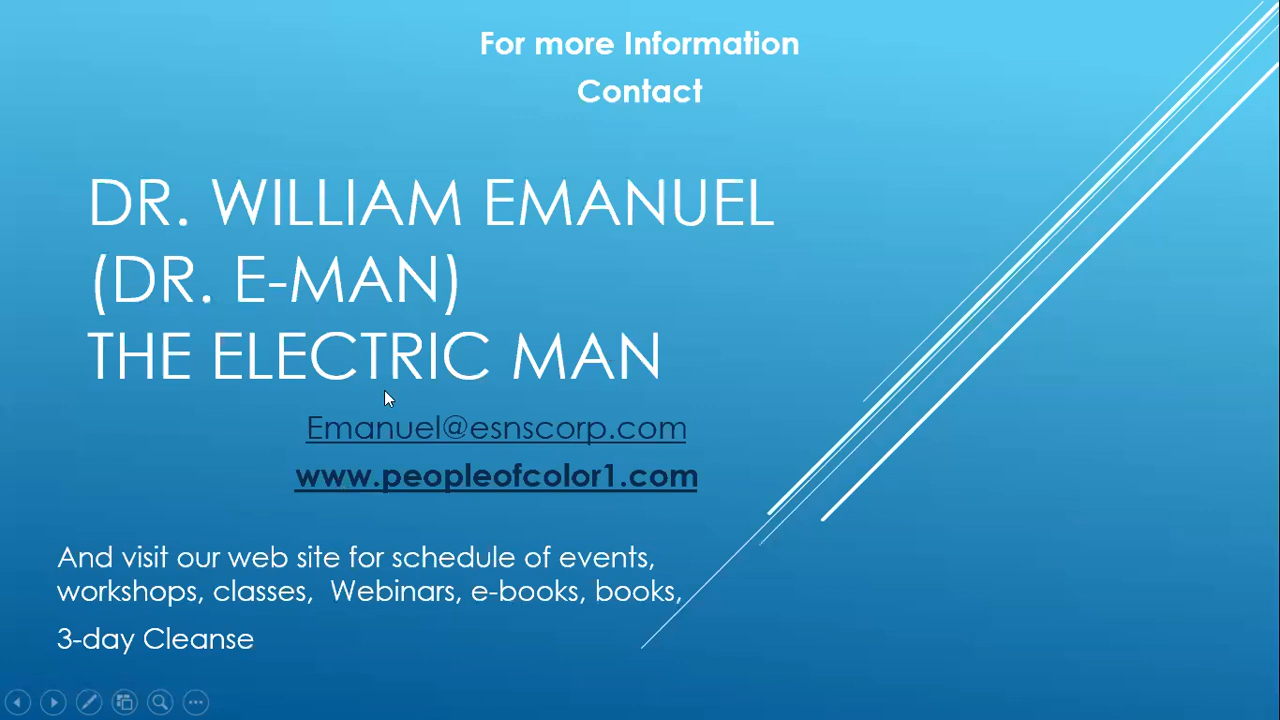 For more Information
Contact
DR. WILLIAM EMANUEL
(DR. E-MAN)
THE ELECTRIC MAN
Emanuel@esnscorp.com
www.peopleofcolor1.com
And visit our web site for schedule of events,
workshops, classes,  Webinars, e-books, books,
3-day Cleanse